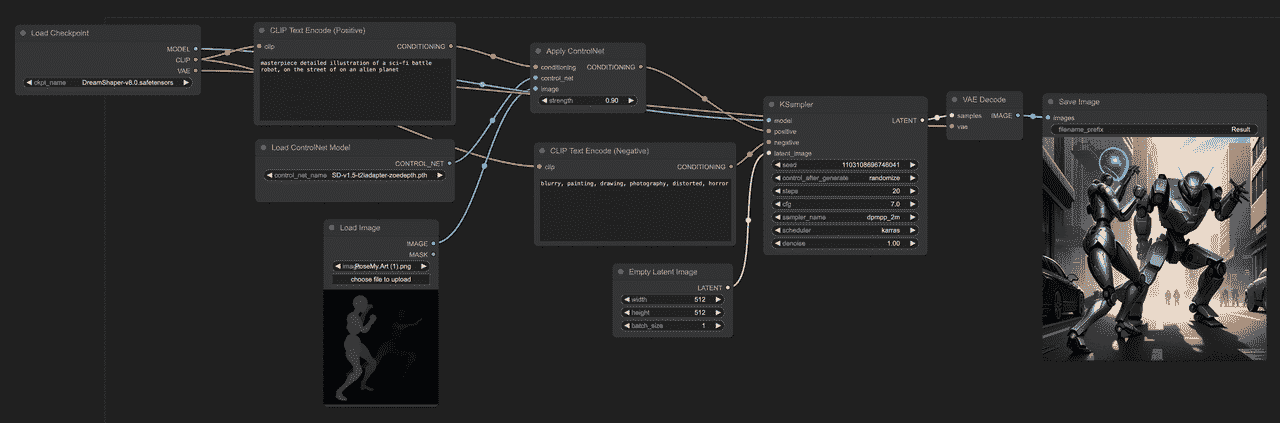 Load Checkpoint
MODEL
CLIP
VAE
ckpt_name DreamShaper-v8.0.safetensors
CLIP Text Encode (Positive)
clip CONDITIONING
masterpiece detailed illustration of a sci-fi battle
robot, on the street of on an alien planet
Load ControlNet Model
CONTROL_NET
control_net_name SD-v1.5-t2iadapter-zoedepth.pth
Load Image
IMAGE
MASK
PoseMy.Art (1).png
choose file to upload
Apply ControlNet
conditioning CONDITIONING
control_net
image
strength 0.90
CLIP Text Encode (Negative)
clip CONDITIONING
blurry, painting, drawing, photography, distorted, horror
Empty Latent Image
LATENT
width 512
height 512
batch_size 1
KSampler
model LATENT
positive
negative
latent_image
seed 1103108696746041
control_after_generate randomize
steps 20
cfg 7.0
sampler_name dpmpp_2m
scheduler karras
denoise 1.00
VAE Decode
samples IMAGE
vae
Save Image
images
filename_prefix Result